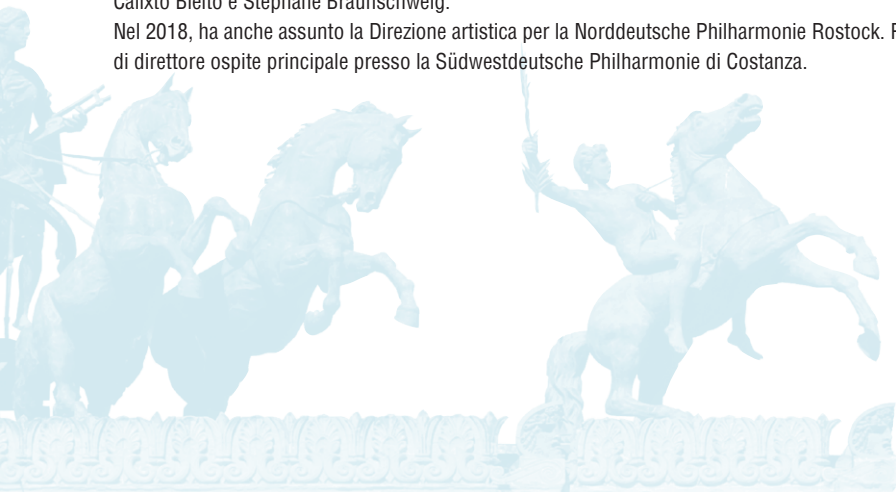 Calixto Bieito e Stéphane Braunschweig.
Nel 2018, ha anche assunto la Direzione artistica per la Norddeutsche Philharmonie Rostock.
di direttore ospite principale presso la Südwestdeutsche Philharmonie di Costanza.